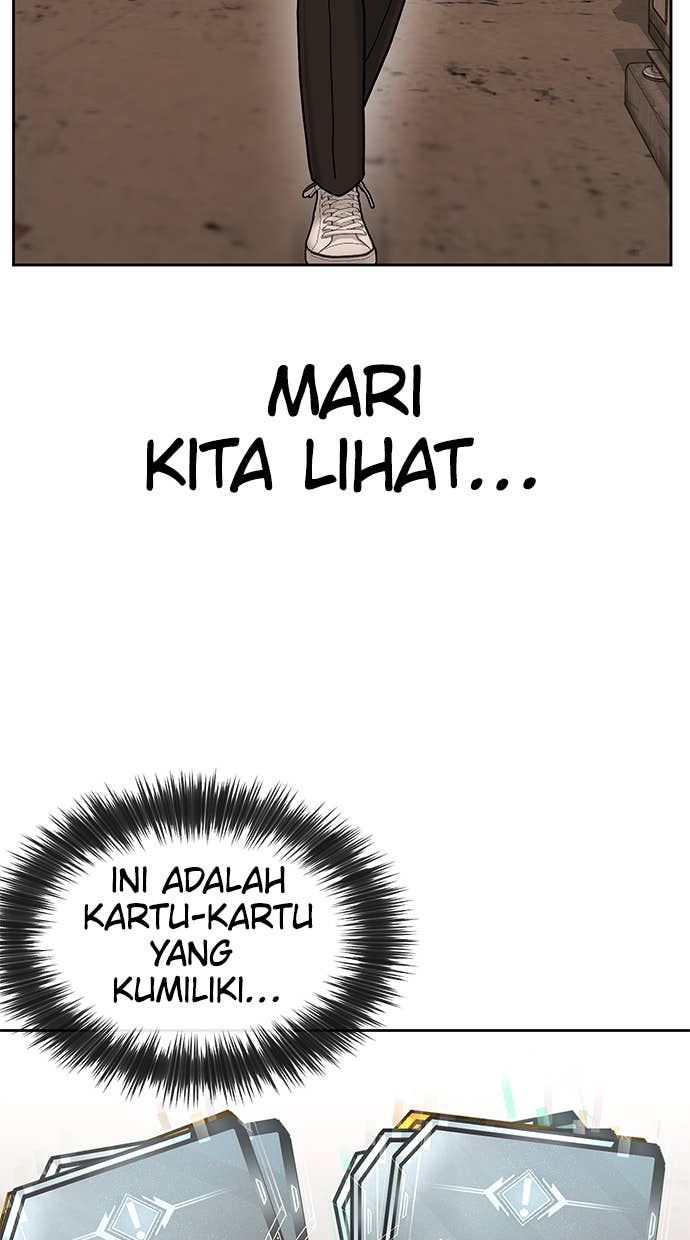 MARI
KITA LIHAT...
INI ADALAH
KARTU-KARTU
YANG
KUMILIKI...